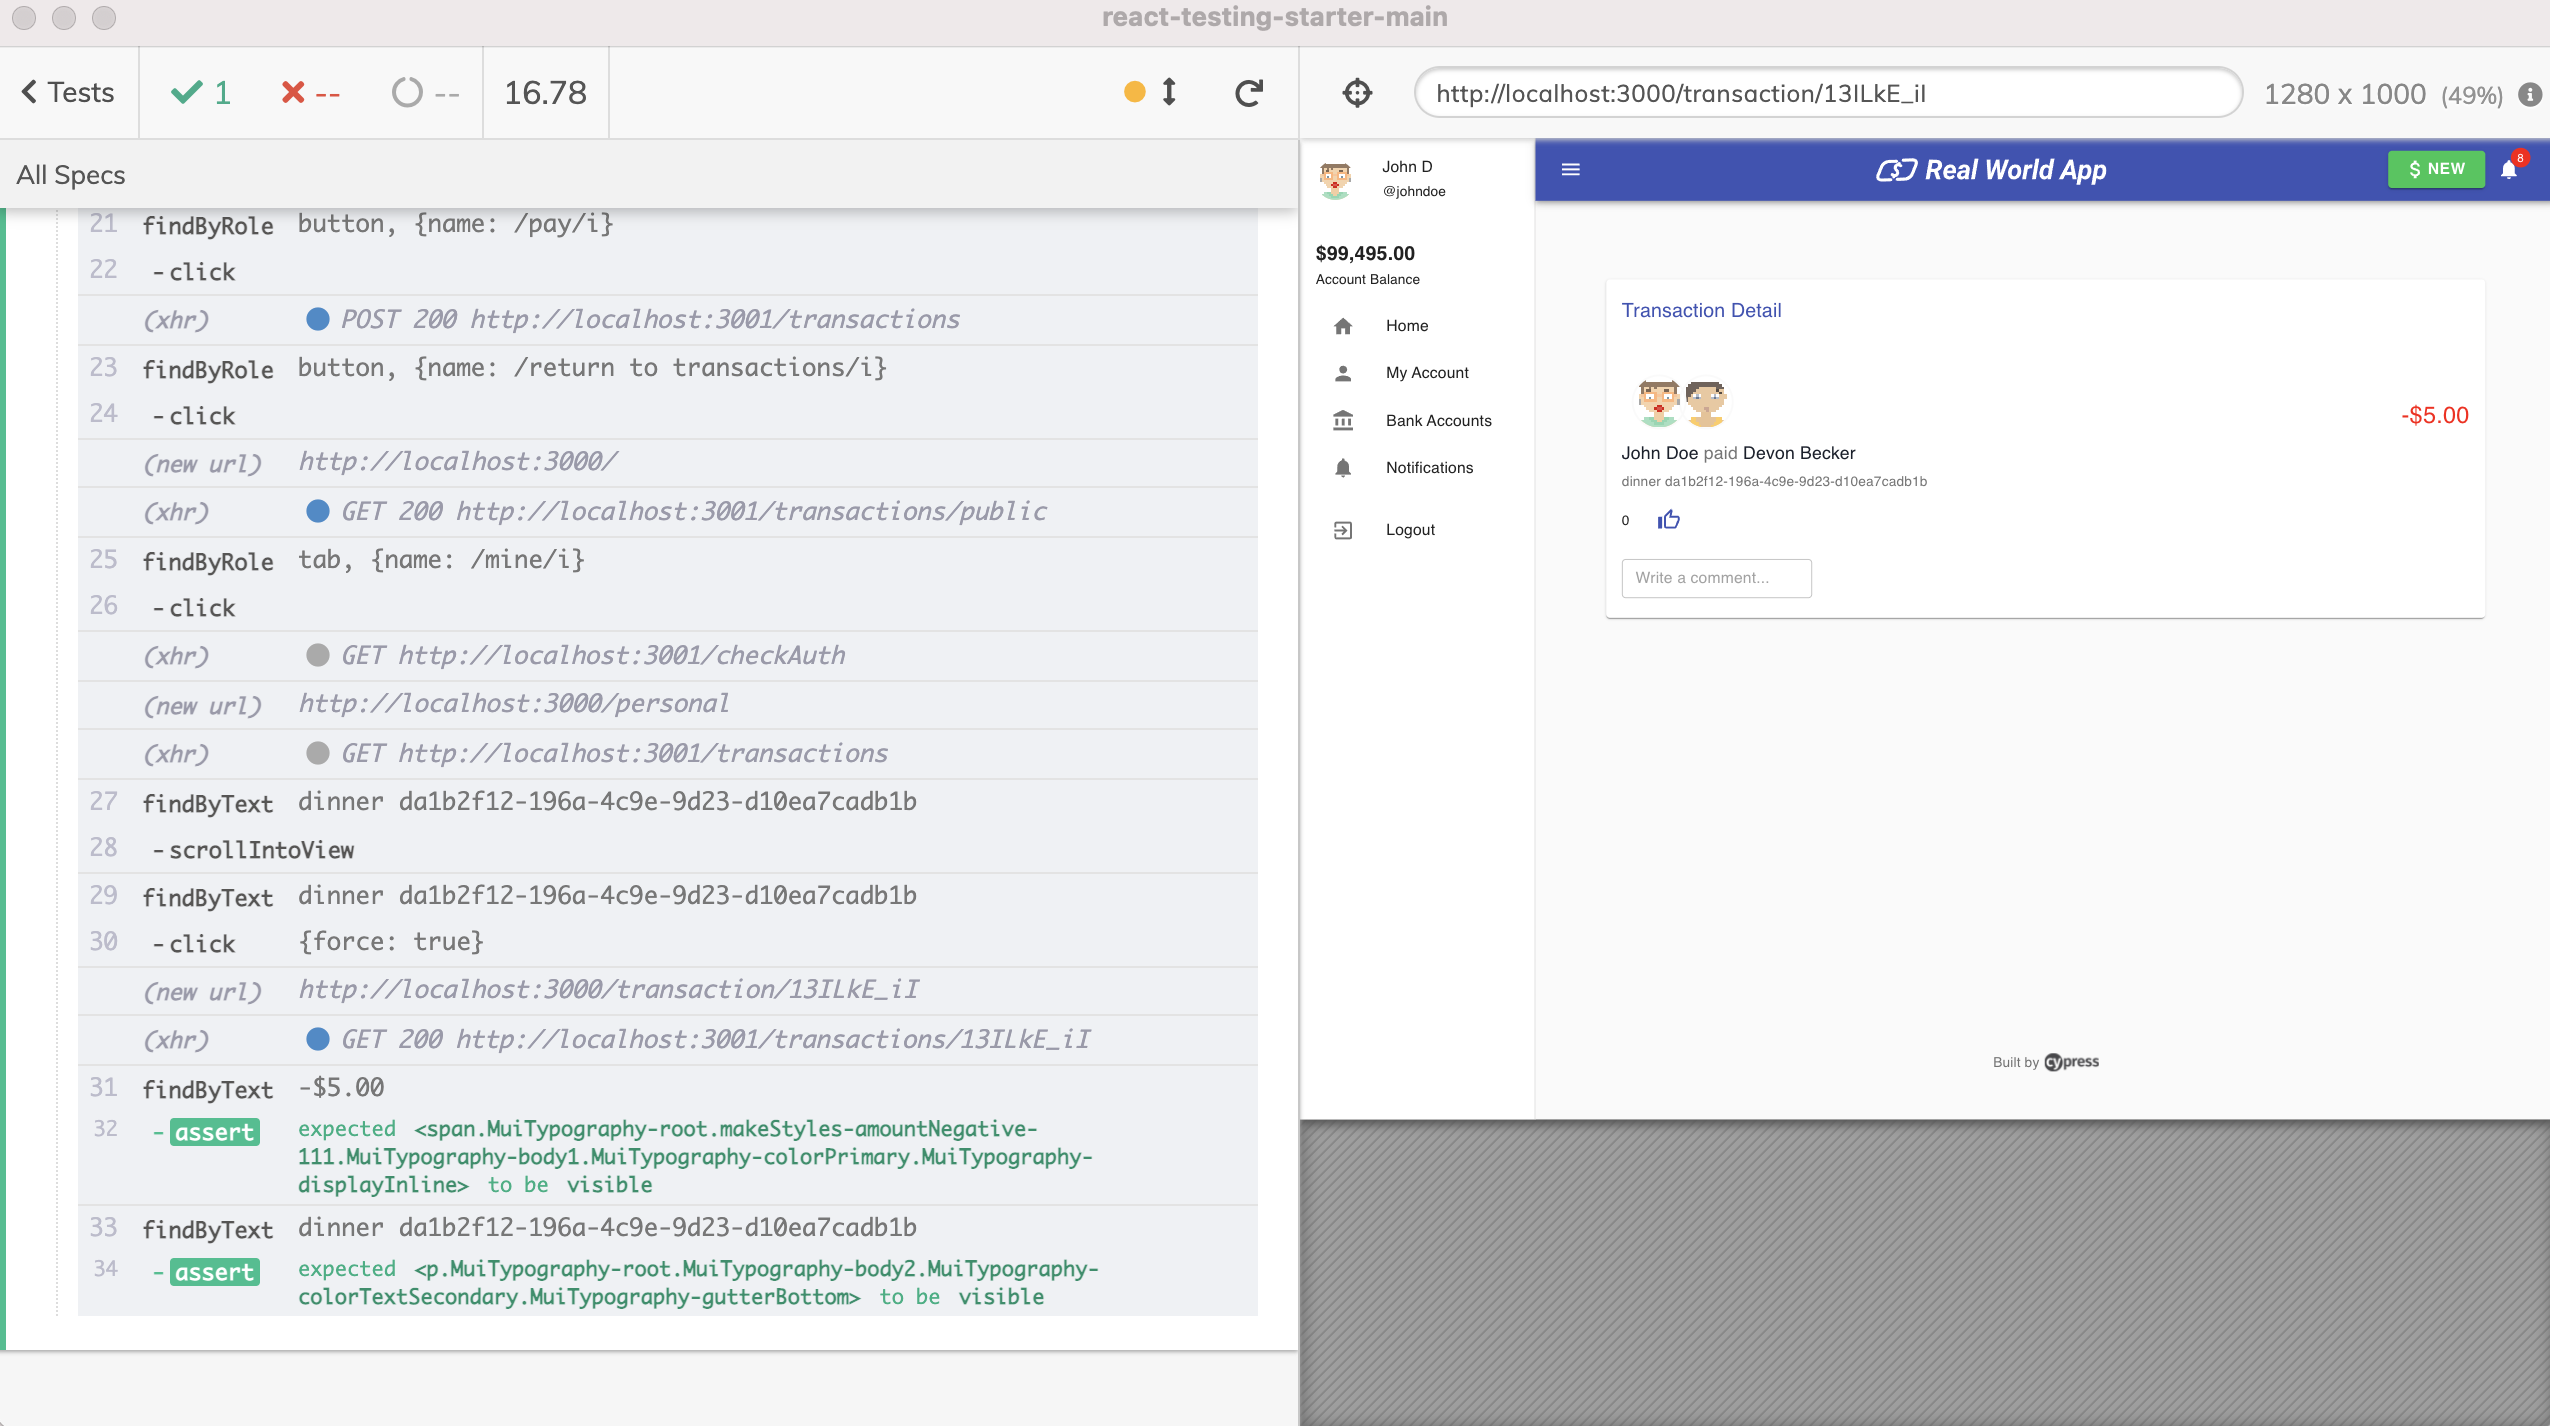 react-testing-starter-main
Tests
1
--
--
16.78
http://localhost:3000/transaction/13ILkE_iI
1280 x 1000 (49%)
All Specs
21 findByRole button, {name: /pay/i}
22 -click
(xhr) POST 200 http://localhost:3001/transactions
23 findByRole button, {name: /return to transactions/i}
24 -click
(new url) http://localhost:3000/
(xhr) GET 200 http://localhost:3001/transactions/public
25 findByRole tab, {name: /mine/i}
26 -click
(xhr) GET http://localhost:3001/checkAuth
(new url) http://localhost:3000/personal
(xhr) GET http://localhost:3001/transactions
27 findByText dinner da1b2f12-196a-4c9e-9d23-d10ea7cadb1b
28 -scrollIntoView
29 findByText dinner da1b2f12-196a-4c9e-9d23-d10ea7cadb1b
30 -click {force: true}
(new url) http://localhost:3000/transaction/13ILkE_iI
(xhr) GET 200 http://localhost:3001/transactions/13ILkE_iI
31 findByText -$5.00
32 -assert expected <span.MuiTypography-root.makeStyles-amountNegative-
111.MuiTypography-body1.MuiTypography-colorPrimary.MuiTypography-
displayInline> to be visible
33 findByText dinner da1b2f12-196a-4c9e-9d23-d10ea7cadb1b
34 -assert expected <p.MuiTypography-root.MuiTypography-body2.MuiTypography-
colorTextSecondary.MuiTypography-gutterBottom> to be visible
John D
@johndoe
$99,495.00
Account Balance
Home
My Account
Bank Accounts
Notifications
Logout
Real World App
$ NEW
8
Transaction Detail
-$5.00
John Doe paid Devon Becker
dinner da1b2f12-196a-4c9e-9d23-d10ea7cadb1b
0
Write a comment...
Built by cypress